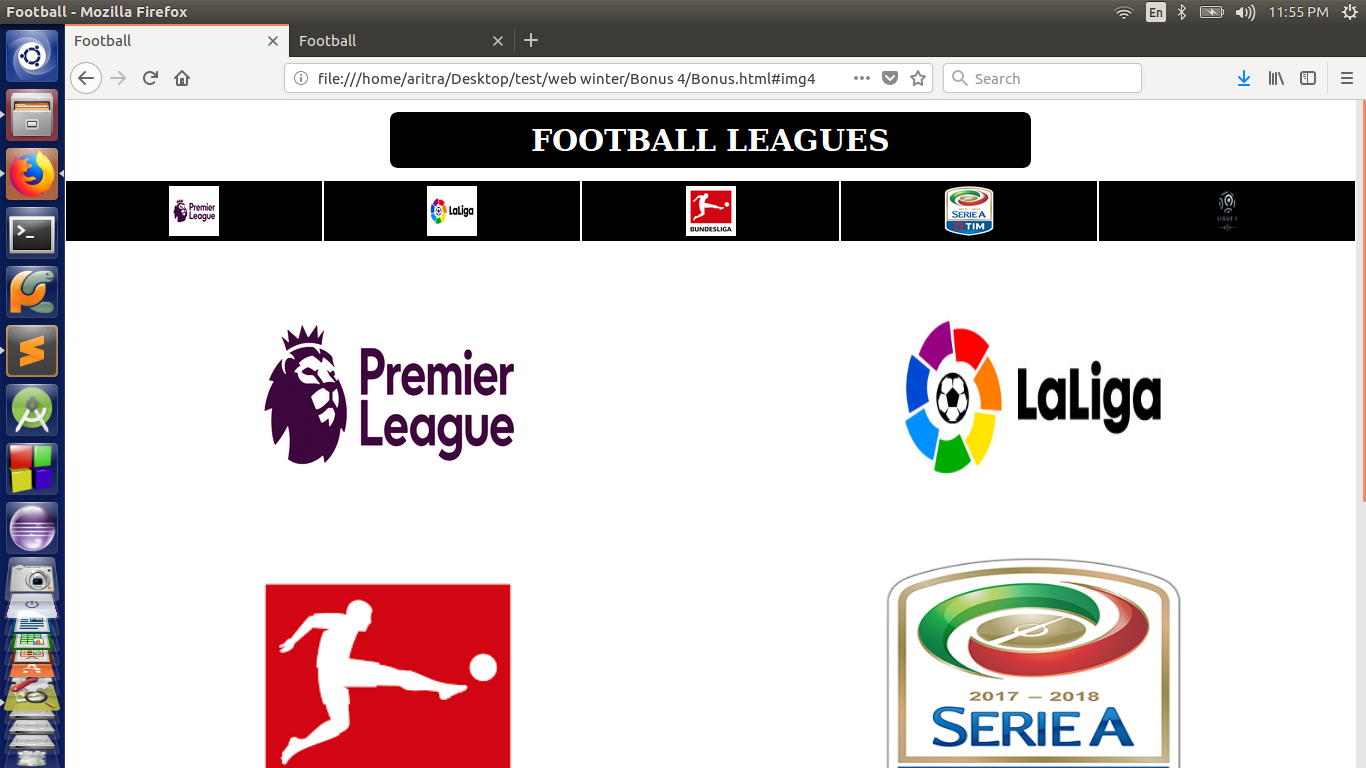 Football - Mozilla Firefox
En
11:55 PM
Football
Football
file:///home/aritra/Desktop/test/web winter/Bonus 4/Bonus.html#img4
Search
FOOTBALL LEAGUES
Premier
League
LaLiga
BUNDESLIGA
SERIE A
TIM
LIGUE 1
Premier
League
LaLiga
2017 – 2018
SERIE A